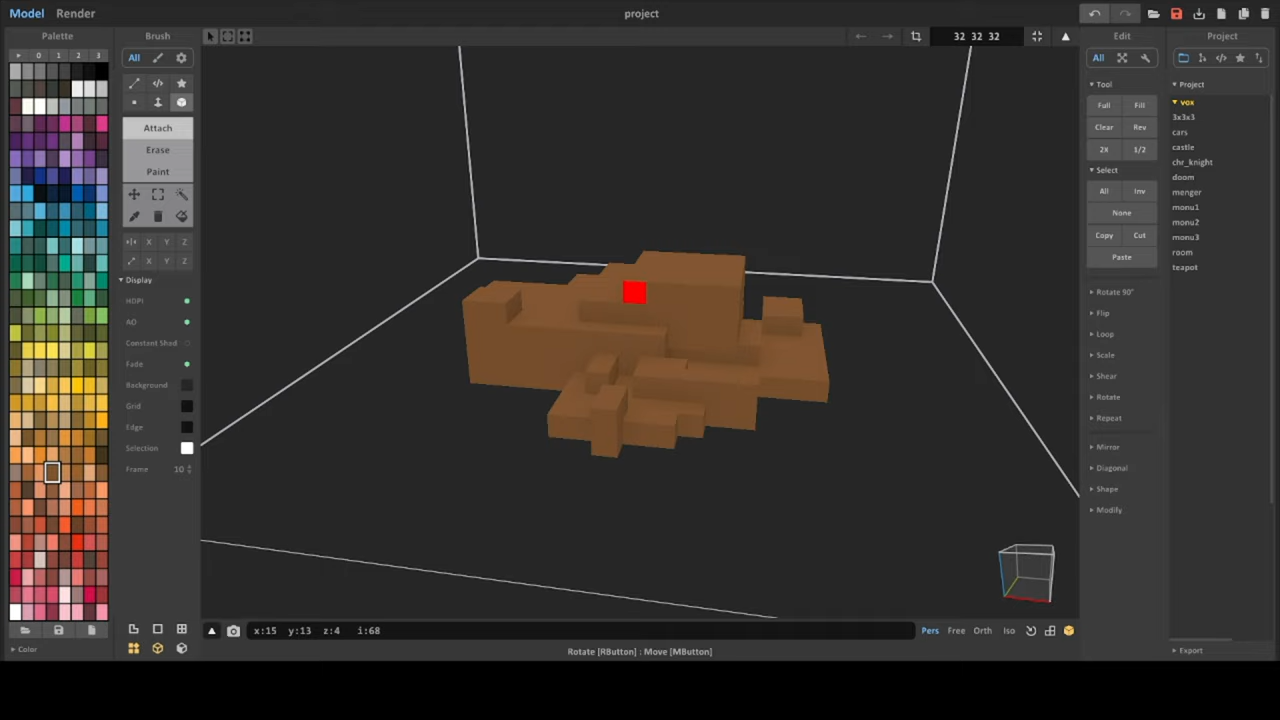 Model Render project
Palette Brush 32 32 32 Edit Project
0 1 2 3 All All
Tool Project
Full Fill vox
Clear Rev 3x3x3
2X 1/2 cars
Attach castle
Erase Select chr_knight
Paint All Inv doom
None menger
Copy Cut monu1
Paste monu2
X Y Z monu3
X Y Z room
Display teapot
HDPI Rotate 90°
AO Flip
Constant Shad Loop
Fade Scale
Background Shear
Grid Rotate
Edge Repeat
Selection Mirror
Frame 10 Diagonal
Shape
Modify
x:15 y:13 z:4 i:68 Pers Free Orth Iso
Color Rotate [RButton] : Move [MButton] Export